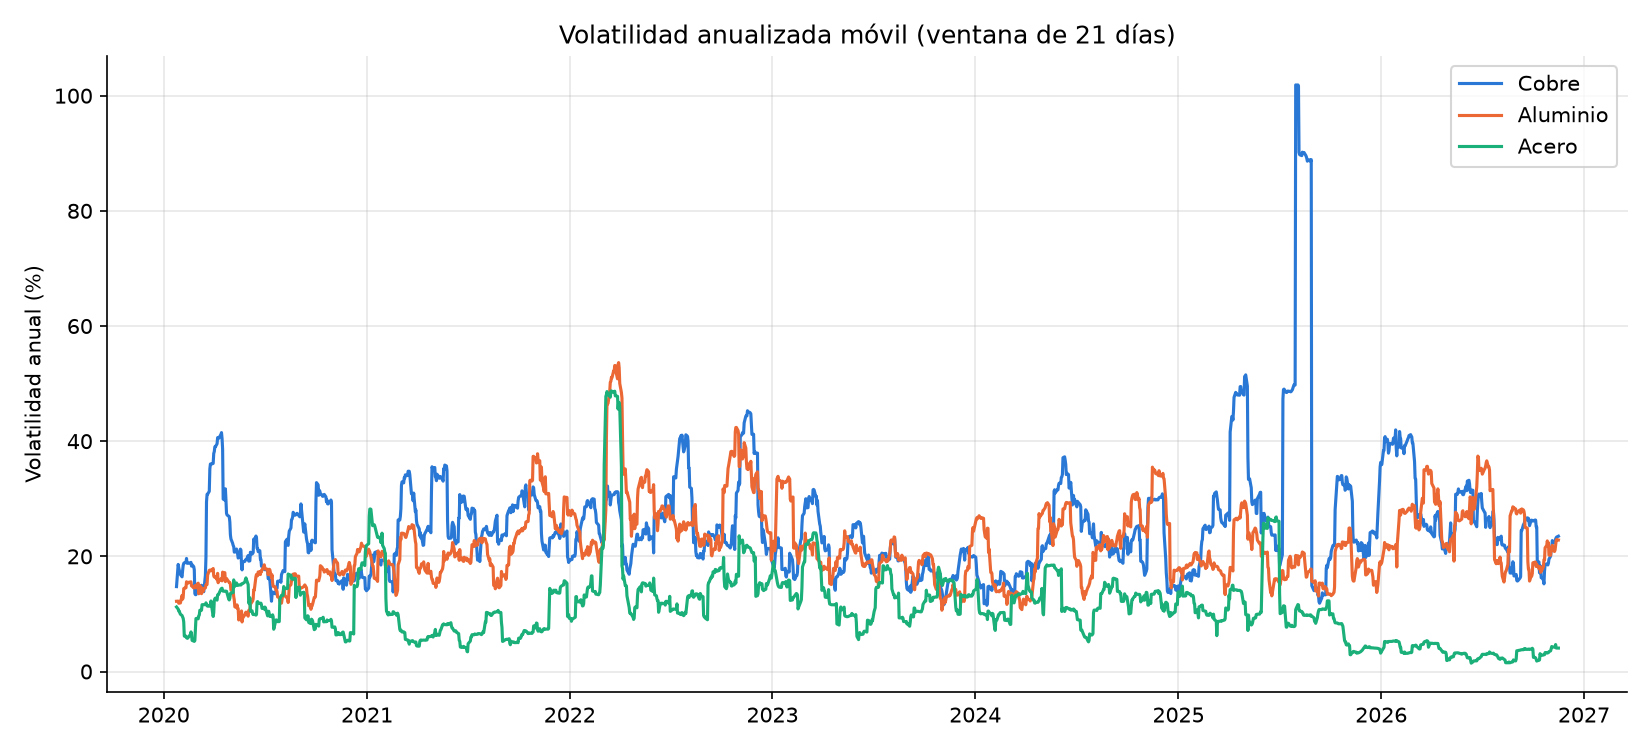 Volatilidad anualizada móvil (ventana de 21 días)
Cobre
Aluminio
Acero
Volatilidad anual (%)
100
80
60
40
20
0
2020 2021 2022 2023 2024 2025 2026 2027